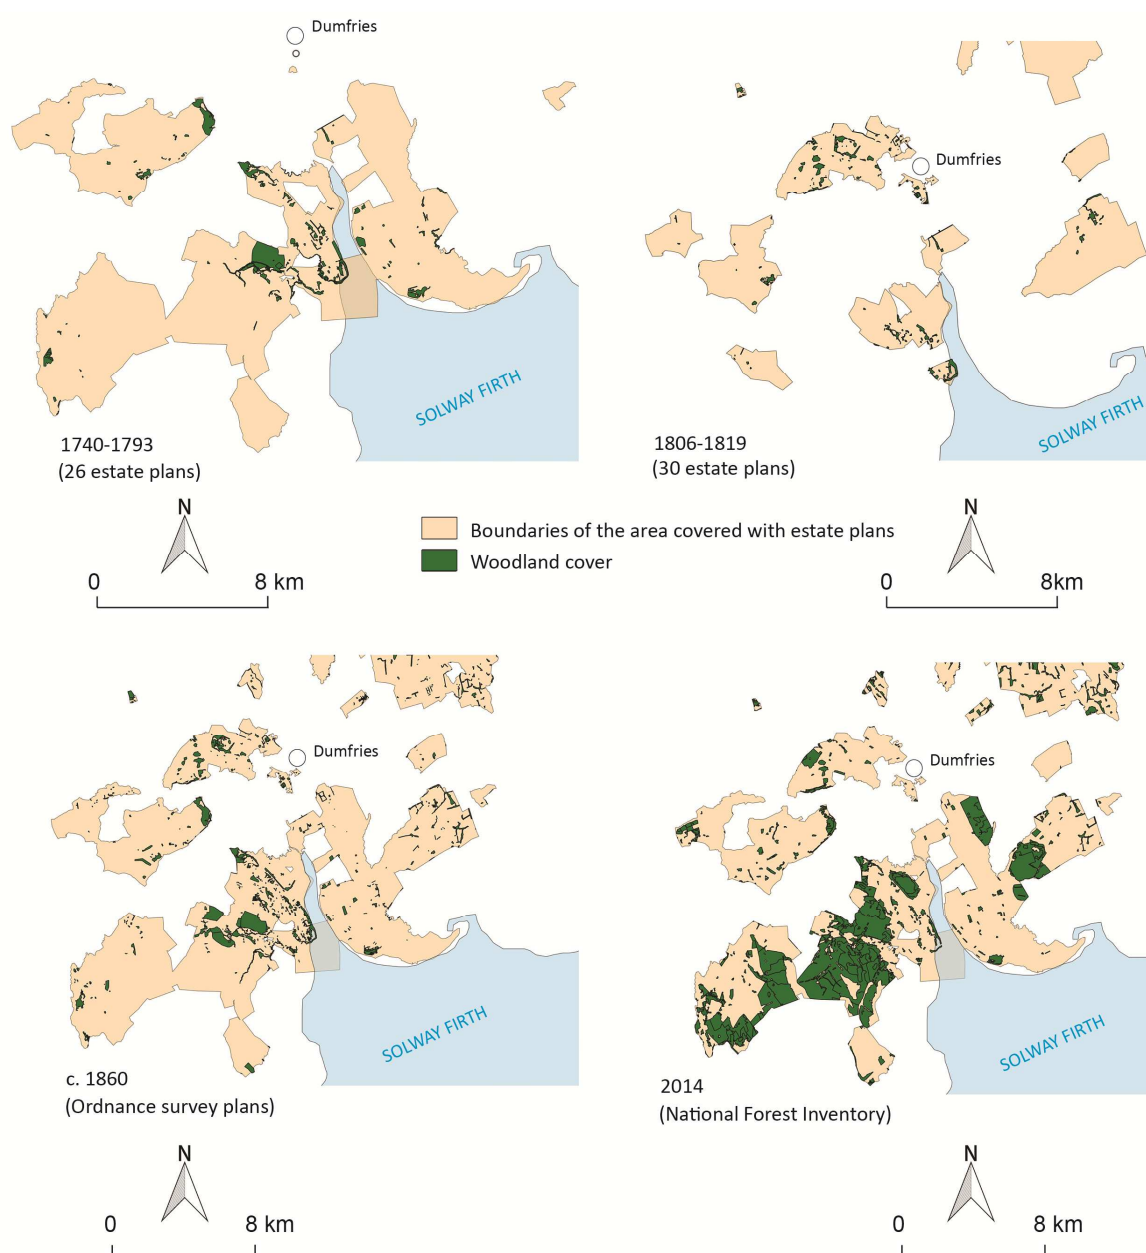 Dumfries
SOLWAY FIRTH
1740-1793
(26 estate plans)
N
0 8 km
Dumfries
SOLWAY FIRTH
1806-1819
(30 estate plans)
N
0 8km
Boundaries of the area covered with estate plans
Woodland cover
Dumfries
SOLWAY FIRTH
c. 1860
(Ordnance survey plans)
N
0 8 km
Dumfries
SOLWAY FIRTH
2014
(National Forest Inventory)
N
0 8 km